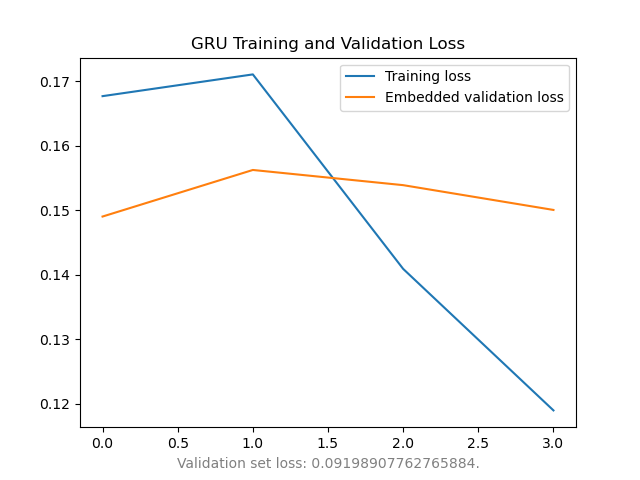 GRU Training and Validation Loss
Training loss
Embedded validation loss
0.17
0.16
0.15
0.14
0.13
0.12
0.0 0.5 1.0 1.5 2.0 2.5 3.0
Validation set loss: 0.09198907762765884.